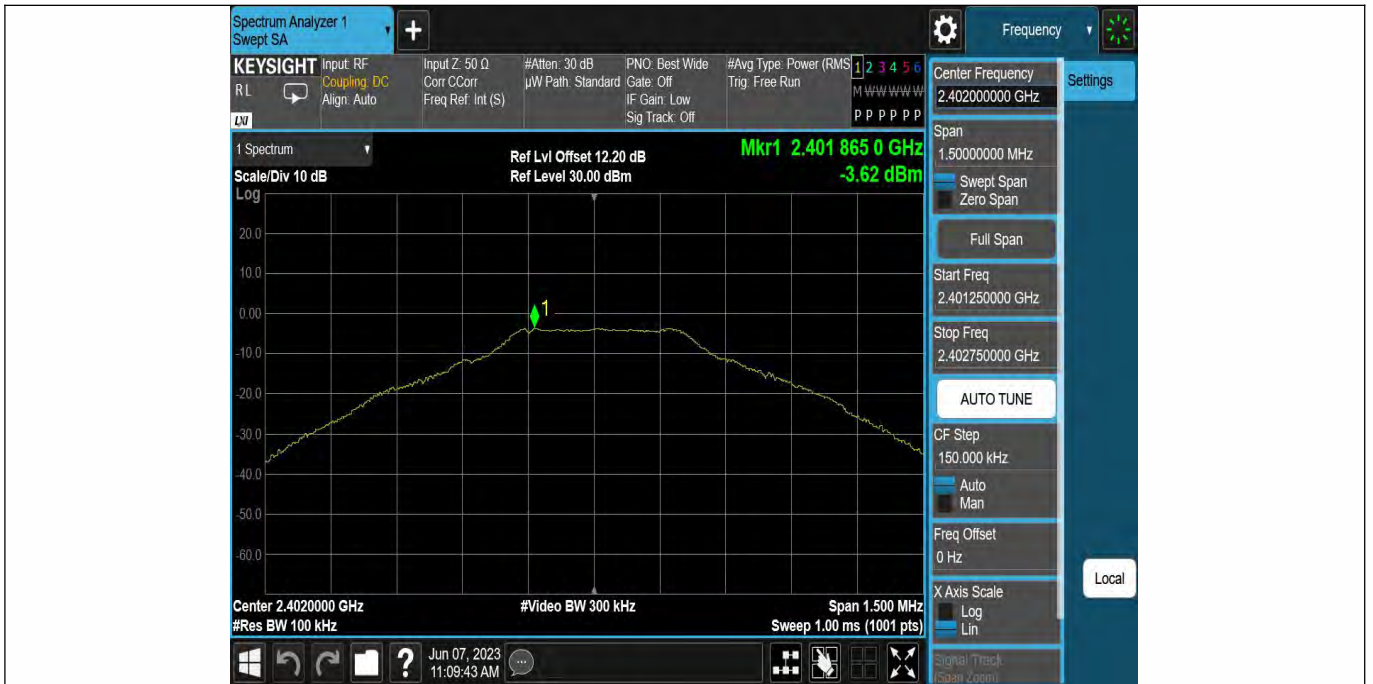 Spectrum Analyzer 1
Swept SA
+
Frequency
KEYSIGHT
RL
LXI
Input: RF
Coupling: DC
Align: Auto
Input Z: 50 Ω
Corr CCorr
Freq Ref: Int (S)
#Atten: 30 dB
µW Path: Standard
PNO: Best Wide
Gate: Off
IF Gain: Low
Sig Track: Off
#Avg Type: Power (RMS
Trig: Free Run
1 2 3 4 5 6
M W W W W W
P P P P P P
1 Spectrum
Scale/Div 10 dB
Log
Ref Lvl Offset 12.20 dB
Ref Level 30.00 dBm
Mkr1 2.401 865 0 GHz
-3.62 dBm
20.0
10.0
0.00
-10.0
-20.0
-30.0
-40.0
-50.0
-60.0
1
Center 2.4020000 GHz
#Res BW 100 kHz
#Video BW 300 kHz
Span 1.500 MHz
Sweep 1.00 ms (1001 pts)
Center Frequency
2.402000000 GHz
Settings
Span
1.50000000 MHz
Swept Span
Zero Span
Full Span
Start Freq
2.401250000 GHz
Stop Freq
2.402750000 GHz
AUTO TUNE
CF Step
150.000 kHz
Auto
Man
Freq Offset
0 Hz
X Axis Scale
Log
Lin
Signal Track
(Span Zoom)
Local
?
Jun 07, 2023
11:09:43 AM